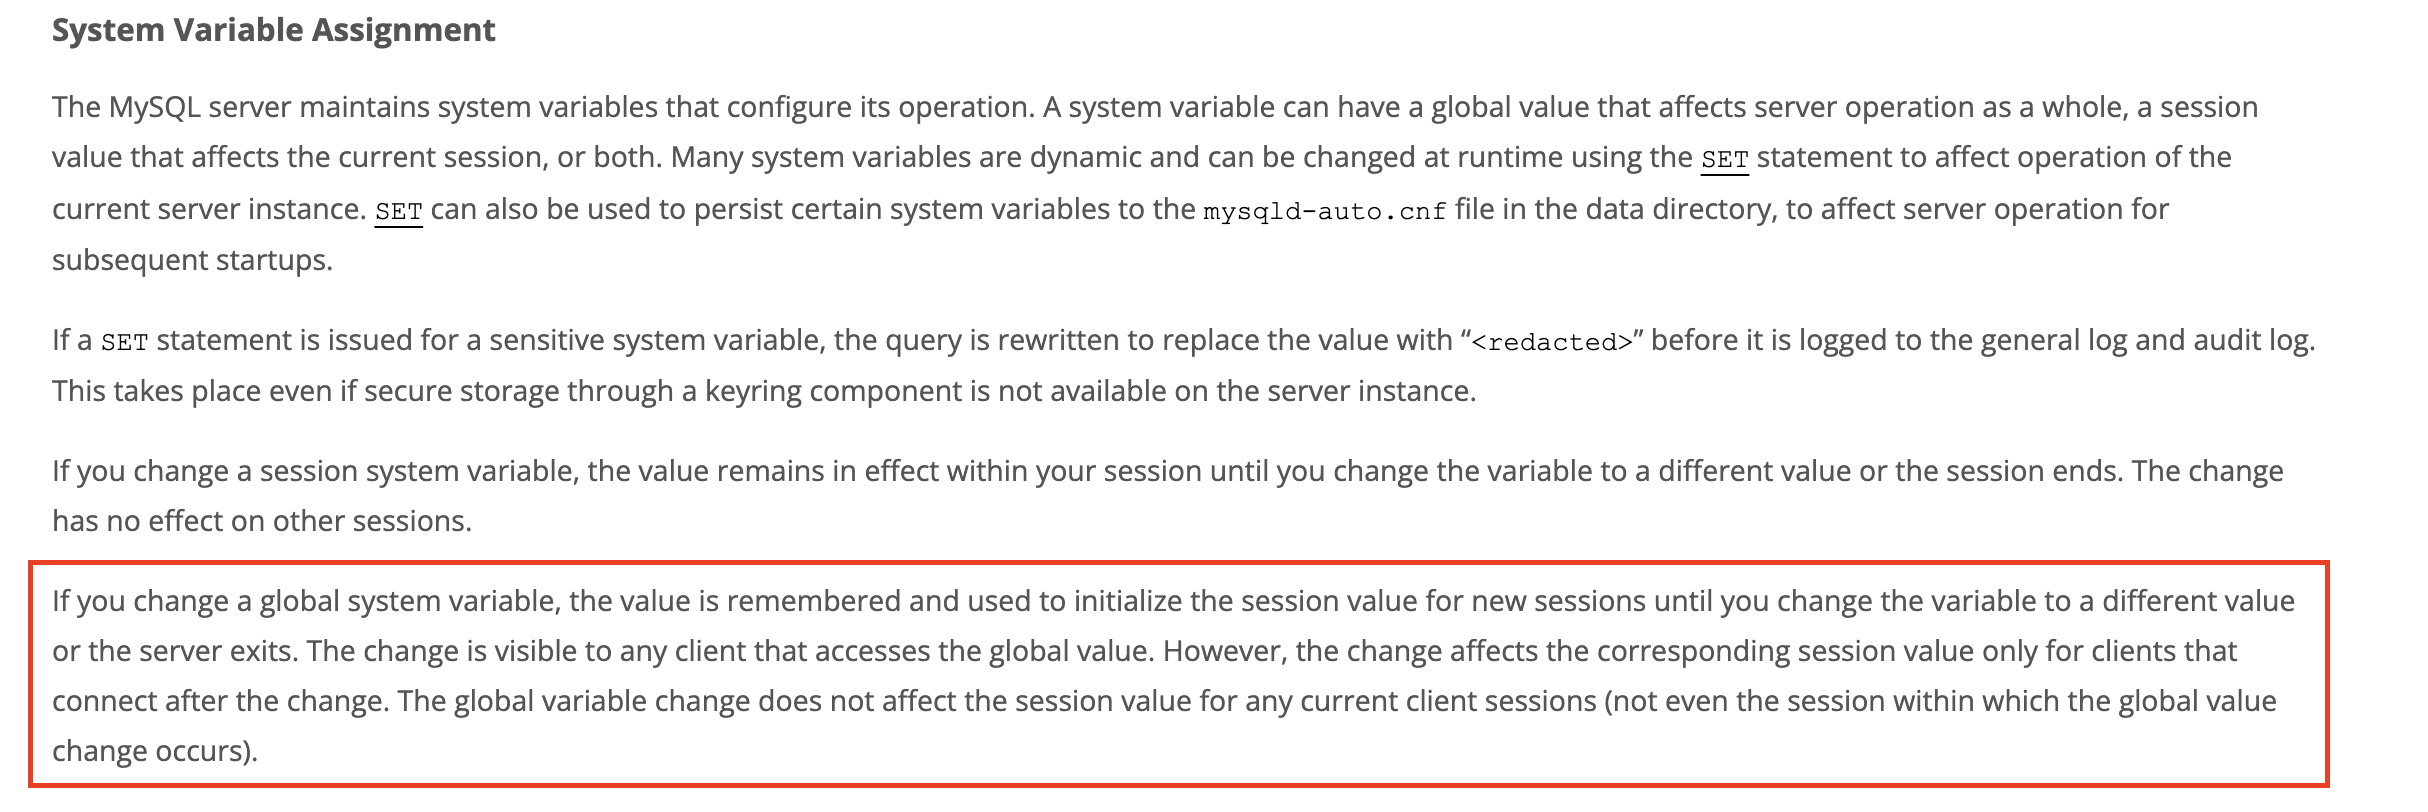 System Variable Assignment
The MySQL server maintains system variables that configure its operation. A system variable can have a global value that affects server operation as a whole, a session
value that affects the current session, or both. Many system variables are dynamic and can be changed at runtime using the SET statement to affect operation of the
current server instance. SET can also be used to persist certain system variables to the mysqld-auto.cnf file in the data directory, to affect server operation for
subsequent startups.
If a SET statement is issued for a sensitive system variable, the query is rewritten to replace the value with “<redacted>” before it is logged to the general log and audit log.
This takes place even if secure storage through a keyring component is not available on the server instance.
If you change a session system variable, the value remains in effect within your session until you change the variable to a different value or the session ends. The change
has no effect on other sessions.
If you change a global system variable, the value is remembered and used to initialize the session value for new sessions until you change the variable to a different value
or the server exits. The change is visible to any client that accesses the global value. However, the change affects the corresponding session value only for clients that
connect after the change. The global variable change does not affect the session value for any current client sessions (not even the session within which the global value
change occurs).